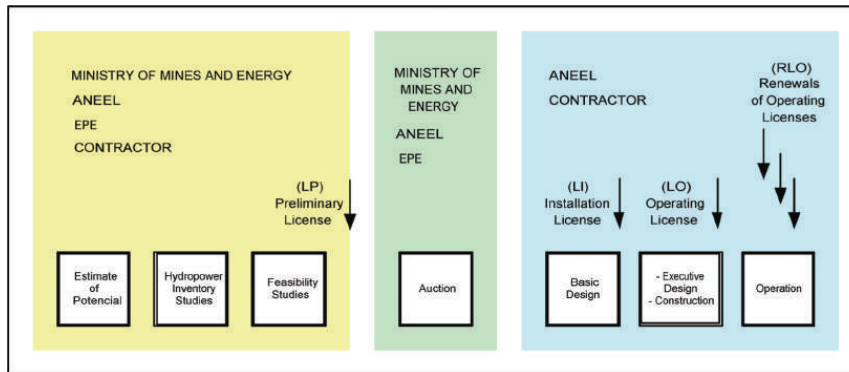 MINISTRY OF MINES AND ENERGY
ANEEL
EPE
CONTRACTOR
(LP)
Preliminary
License
Estimate
of
Potencial
Hydropower
Inventory
Studies
Feasibility
Studies
MINISTRY OF
MINES AND
ENERGY
ANEEL
EPE
Auction
ANEEL
CONTRACTOR
(RLO)
Renewals
of Operating
Licenses
(LI)
Installation
License
(LO)
Operating
License
Basic
Design
- Executive
Design
- Construction
Operation